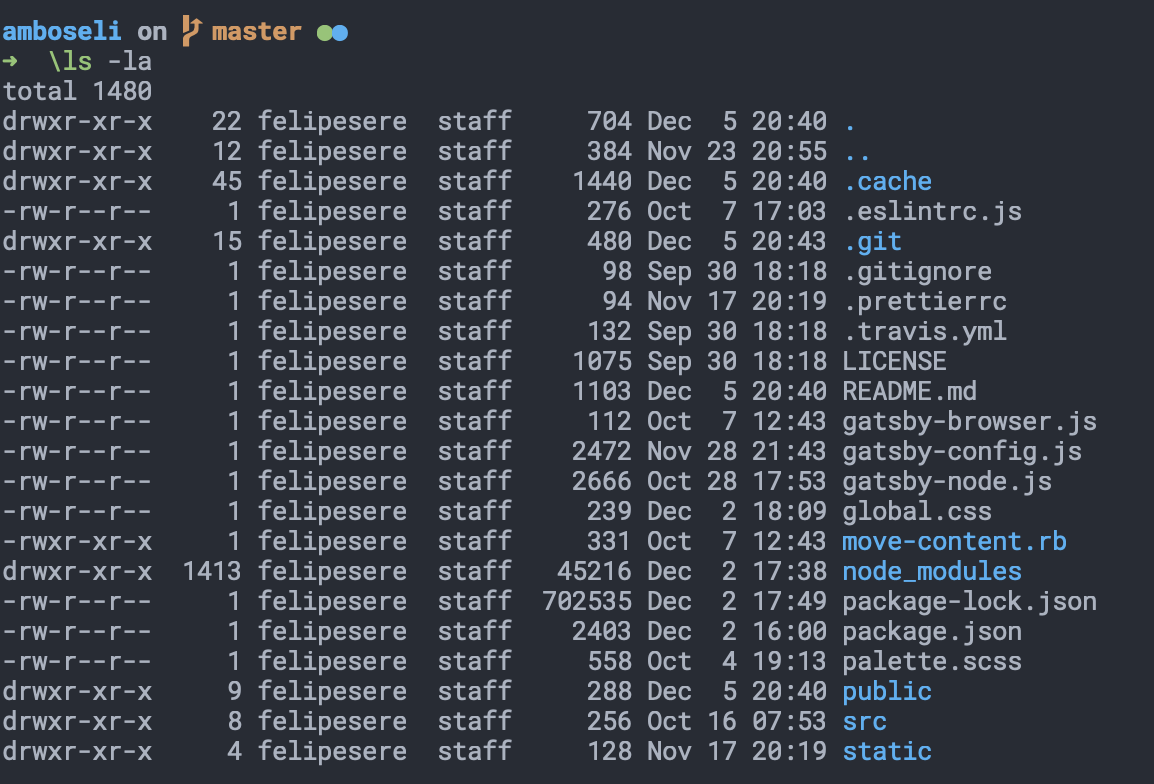 amboseli on master
➜  \ls -la
total 1480
drwxr-xr-x    22 felipesere  staff     704 Dec  5 20:40 .
drwxr-xr-x    12 felipesere  staff     384 Nov 23 20:55 ..
drwxr-xr-x    45 felipesere  staff    1440 Dec  5 20:40 .cache
-rw-r--r--     1 felipesere  staff     276 Oct  7 17:03 .eslintrc.js
drwxr-xr-x    15 felipesere  staff     480 Dec  5 20:43 .git
-rw-r--r--     1 felipesere  staff      98 Sep 30 18:18 .gitignore
-rw-r--r--     1 felipesere  staff      94 Nov 17 20:19 .prettierrc
-rw-r--r--     1 felipesere  staff     132 Sep 30 18:18 .travis.yml
-rw-r--r--     1 felipesere  staff    1075 Sep 30 18:18 LICENSE
-rw-r--r--     1 felipesere  staff    1103 Dec  5 20:40 README.md
-rw-r--r--     1 felipesere  staff     112 Oct  7 12:43 gatsby-browser.js
-rw-r--r--     1 felipesere  staff    2472 Nov 28 21:43 gatsby-config.js
-rw-r--r--     1 felipesere  staff    2666 Oct 28 17:53 gatsby-node.js
-rw-r--r--     1 felipesere  staff     239 Dec  2 18:09 global.css
-rwxr-xr-x     1 felipesere  staff     331 Oct  7 12:43 move-content.rb
drwxr-xr-x  1413 felipesere  staff   45216 Dec  2 17:38 node_modules
-rw-r--r--     1 felipesere  staff  702535 Dec  2 17:49 package-lock.json
-rw-r--r--     1 felipesere  staff    2403 Dec  2 16:00 package.json
-rw-r--r--     1 felipesere  staff     558 Oct  4 19:13 palette.scss
drwxr-xr-x     9 felipesere  staff     288 Dec  5 20:40 public
drwxr-xr-x     8 felipesere  staff     256 Oct 16 07:53 src
drwxr-xr-x     4 felipesere  staff     128 Nov 17 20:19 static